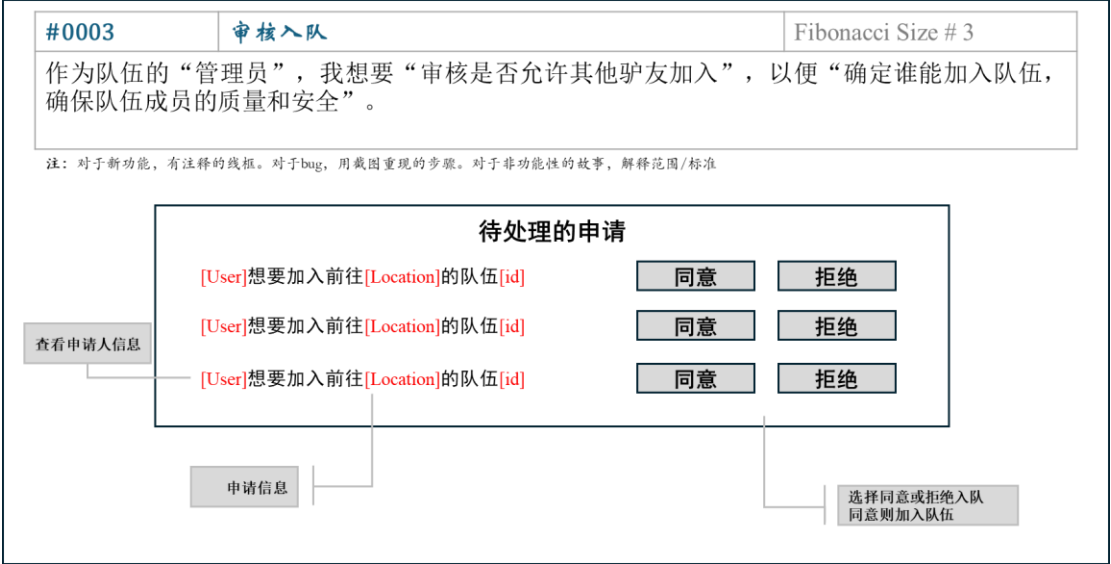 #0003
审核入队
Fibonacci Size # 3
作为队伍的“管理员”，我想要“审核是否允许其他驴友加入”，以便“确定谁能加入队伍，
确保队伍成员的质量和安全”。
注：对于新功能，有注释的线框。对于bug，用截图重现的步骤。对于非功能性的故事，解释范围/标准
待处理的申请
[User]想要加入前往[Location]的队伍[id]
同意
拒绝
[User]想要加入前往[Location]的队伍[id]
同意
拒绝
查看申请人信息
[User]想要加入前往[Location]的队伍[id]
同意
拒绝
申请信息
选择同意或拒绝入队
同意则加入队伍